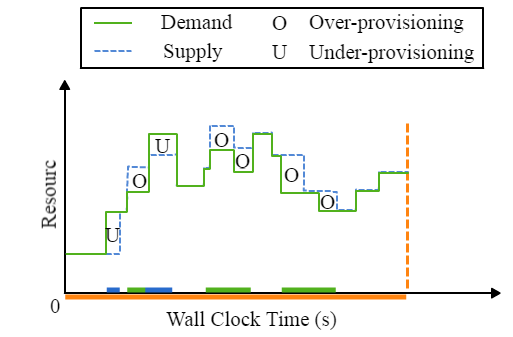 Demand O Over-provisioning
Supply U Under-provisioning
U
O
U
O
O
O
O
Resourc
0
Wall Clock Time (s)